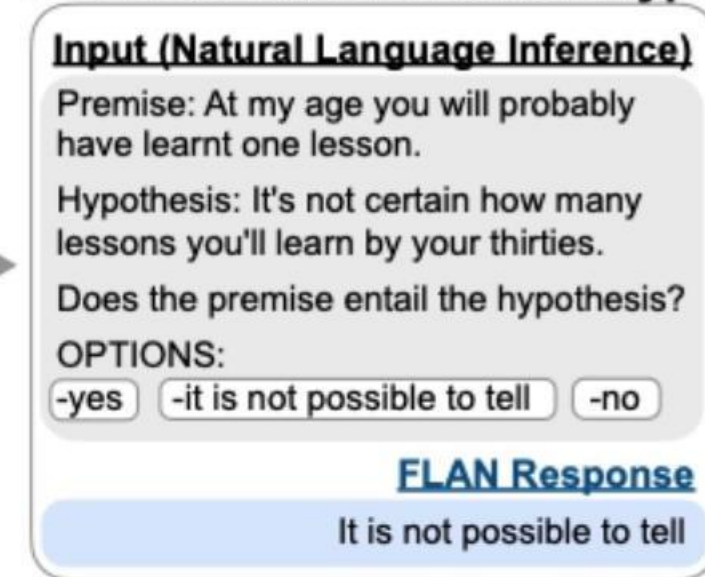 Input (Natural Language Inference)
Premise: At my age you will probably
have learnt one lesson.
Hypothesis: It's not certain how many
lessons you'll learn by your thirties.
Does the premise entail the hypothesis?
OPTIONS:
-yes -it is not possible to tell -no
FLAN Response
It is not possible to tell